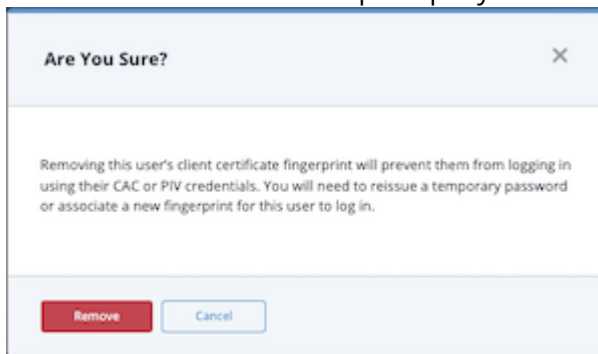 Are You Sure?
Removing this user's client certificate fingerprint will prevent them from logging in
using their CAC or PIV credentials. You will need to reissue a temporary password
or associate a new fingerprint for this user to log in.
Remove
Cancel